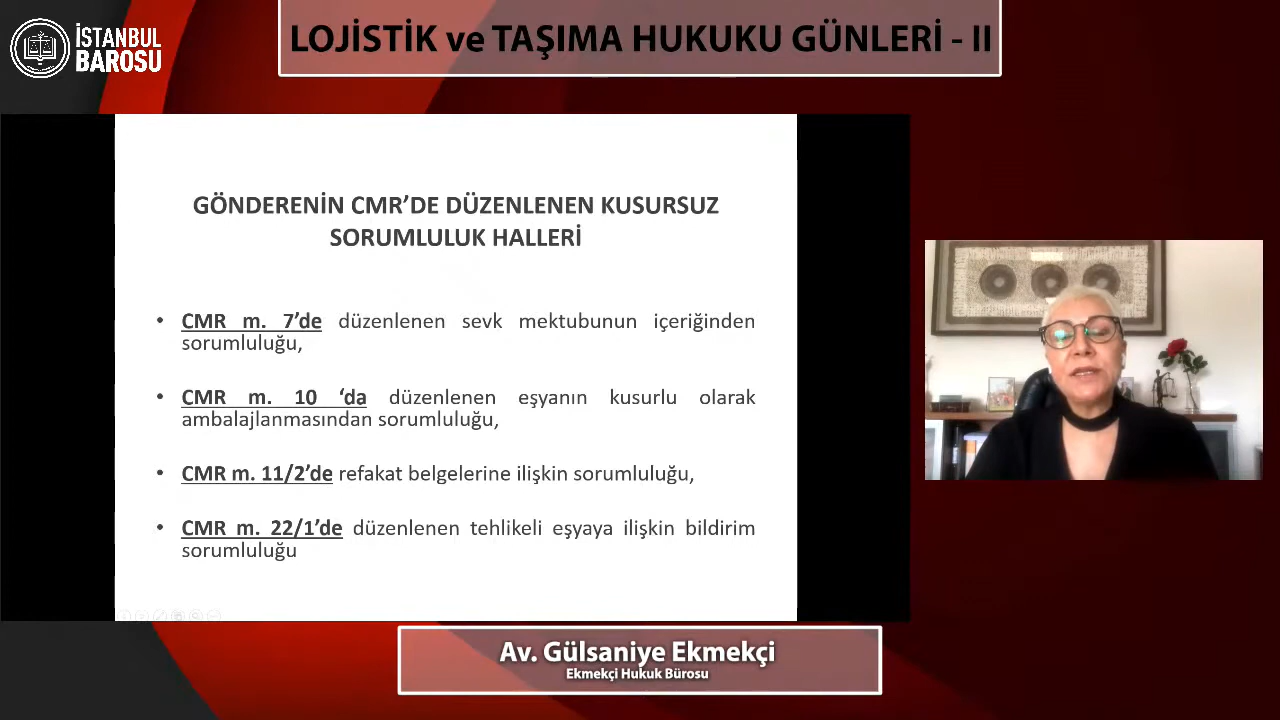 İSTANBUL
BAROSU
LOJİSTİK ve TAŞIMA HUKUKU GÜNLERİ - II
GÖNDERENİN CMR’DE DÜZENLENEN KUSURSUZ
SORUMLULUK HALLERİ
• CMR m. 7’de düzenlenen sevk mektubunun içeriğinden
sorumluluğu,
• CMR m. 10 ‘da düzenlenen eşyanın kusurlu olarak
ambalajlanmasından sorumluluğu,
• CMR m. 11/2’de refakat belgelerine ilişkin sorumluluğu,
• CMR m. 22/1’de düzenlenen tehlikeli eşyaya ilişkin bildirim
sorumluluğu
Av. Gülsaniye Ekmekçi
Ekmekçi Hukuk Bürosu